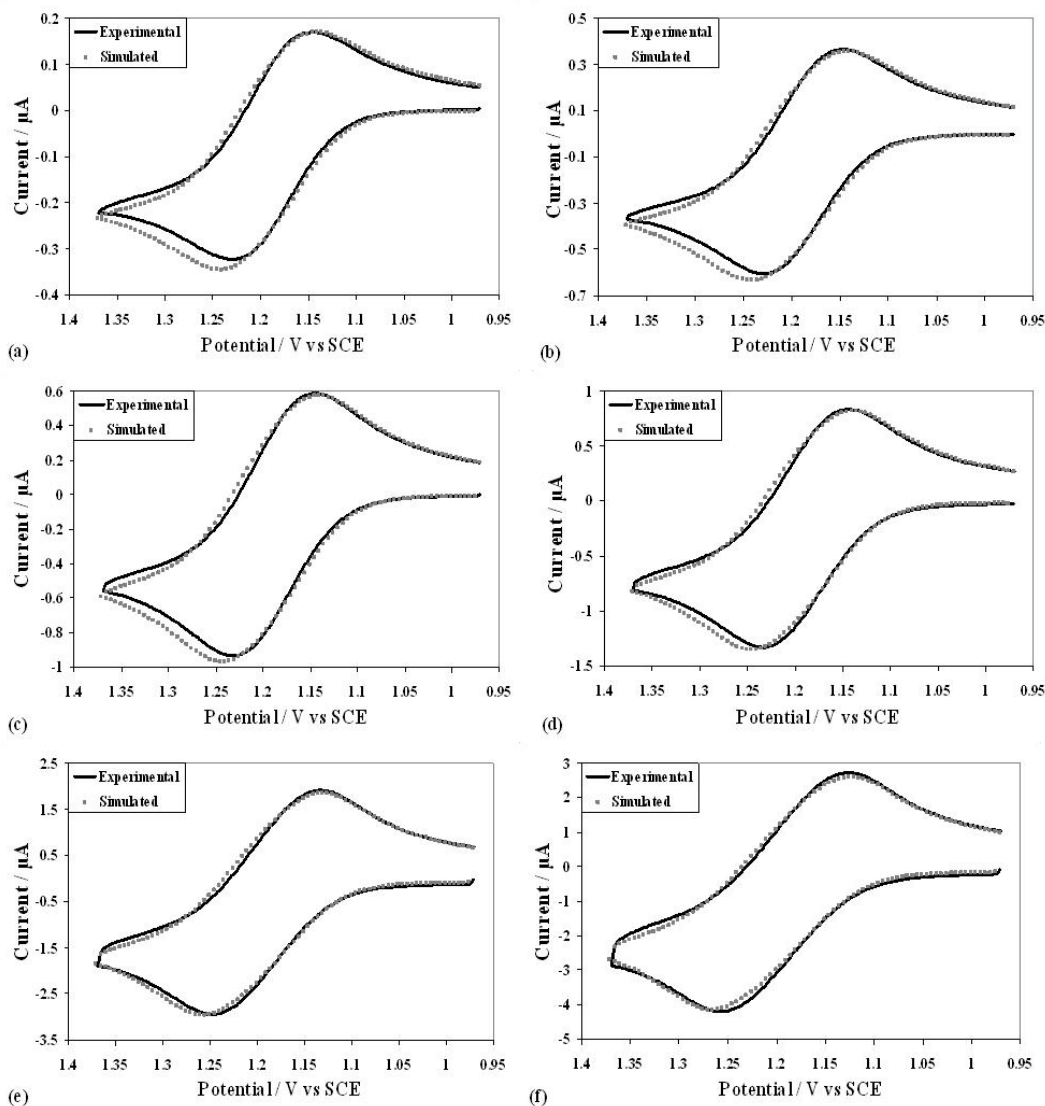 0.2
0.1
0
-0.1
-0.2
-0.3
-0.4
Current / µA
Experimental
Simulated
1.4 1.35 1.3 1.25 1.2 1.15 1.1 1.05 1 0.95
Potential / V vs SCE
(a)
0.5
0.3
0.1
-0.1
-0.3
-0.5
-0.7
Current / µA
Experimental
Simulated
1.4 1.35 1.3 1.25 1.2 1.15 1.1 1.05 1 0.95
Potential / V vs SCE
(b)
0.6
0.4
0.2
0
-0.2
-0.4
-0.6
-0.8
-1
Current / µA
Experimental
Simulated
1.4 1.35 1.3 1.25 1.2 1.15 1.1 1.05 1 0.95
Potential / V vs SCE
(c)
1
0.5
0
-0.5
-1
-1.5
Current / µA
Experimental
Simulated
1.4 1.35 1.3 1.25 1.2 1.15 1.1 1.05 1 0.95
Potential / V vs SCE
(d)
2.5
1.5
0.5
-0.5
-1.5
-2.5
-3.5
Current / µA
Experimental
Simulated
1.4 1.35 1.3 1.25 1.2 1.15 1.1 1.05 1 0.95
Potential / V vs SCE
(e)
3
2
1
0
-1
-2
-3
-4
-5
Current / µA
Experimental
Simulated
1.4 1.35 1.3 1.25 1.2 1.15 1.1 1.05 1 0.95
Potential / V vs SCE
(f)